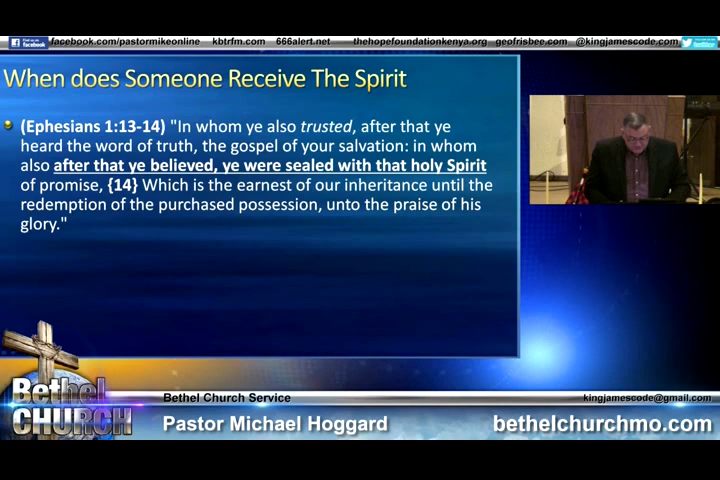 Find us on
facebook
facebook.com/pastormikeonline kbtrfm.com 666alert.net thehopefoundationkenya.org geofrisbee.com @kingjamescode.com
When does Someone Receive The Spirit
(Ephesians 1:13-14) "In whom ye also trusted, after that ye
heard the word of truth, the gospel of your salvation: in whom
also after that ye believed, ye were sealed with that holy Spirit
of promise, {14} Which is the earnest of our inheritance until the
redemption of the purchased possession, unto the praise of his
glory."
Bethel
CHURCH
Bethel Church Service kingjamescode@gmail.com
Pastor Michael Hoggard bethelchurchmo.com